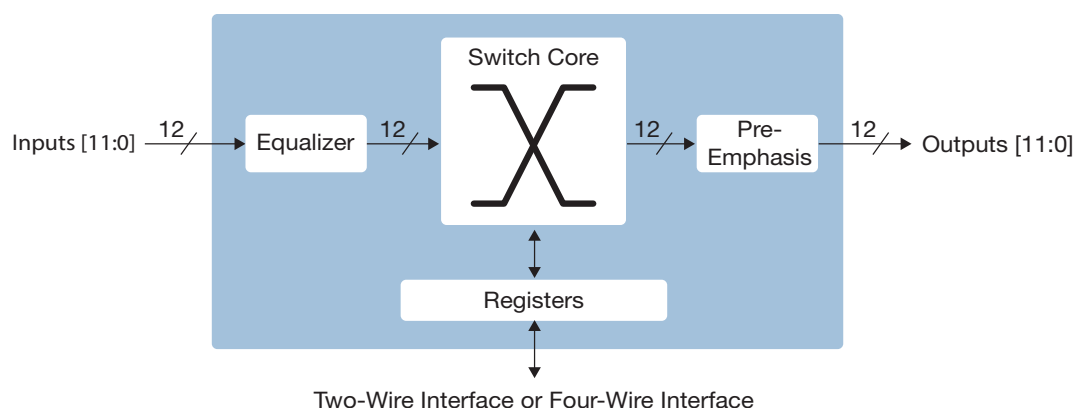 Switch Core
Inputs [11:0]
12
Equalizer
12
12
Pre-
Emphasis
12
Outputs [11:0]
Registers
Two-Wire Interface or Four-Wire Interface